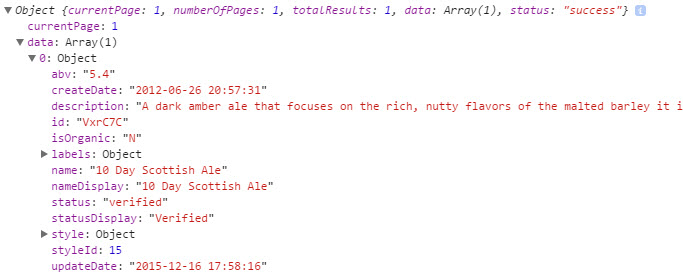 ▼Object {currentPage: 1, numberOfPages: 1, totalResults: 1, data: Array(1), status: "success"} i
currentPage: 1
▼data: Array(1)
▼0: Object
abv: "5.4"
createDate: "2012-06-26 20:57:31"
description: "A dark amber ale that focuses on the rich, nutty flavors of the malted barley it i
id: "VxrC7C"
isOrganic: "N"
▶labels: Object
name: "10 Day Scottish Ale"
nameDisplay: "10 Day Scottish Ale"
status: "verified"
statusDisplay: "Verified"
▶style: Object
styleId: 15
updateDate: "2015-12-16 17:58:16"